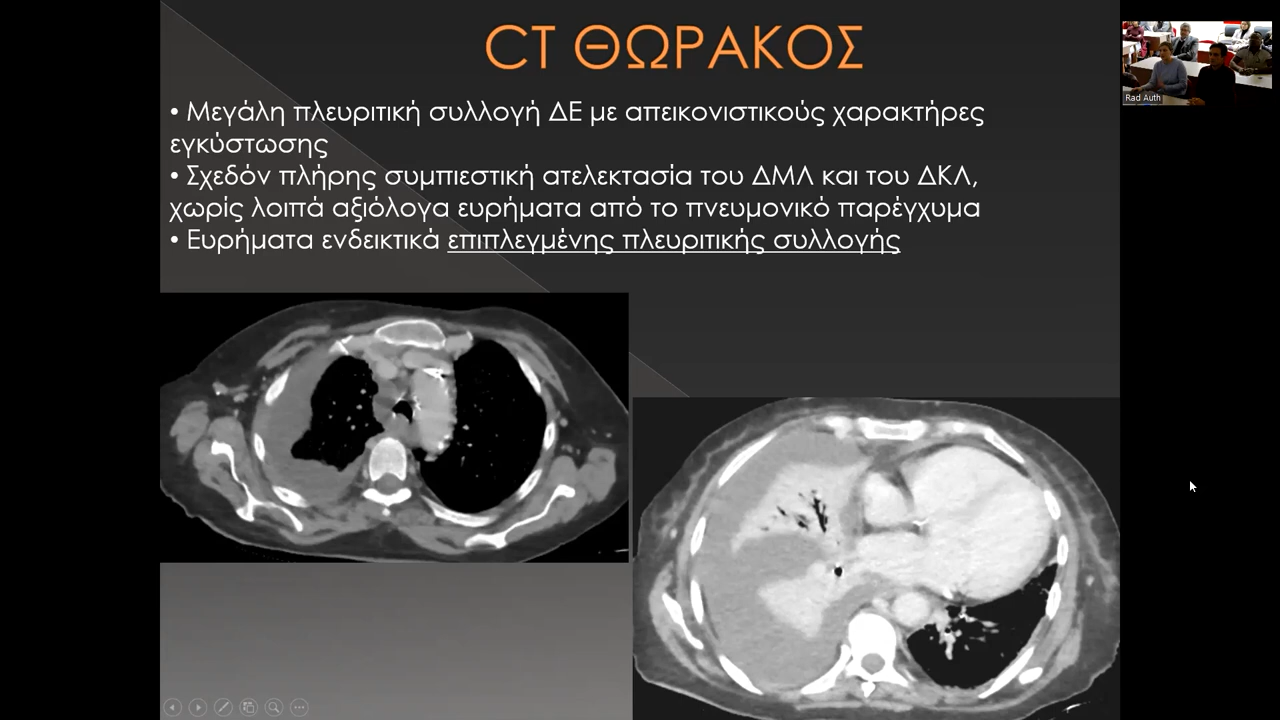 CT ΘΩΡΑΚΟΣ
• Μεγάλη πλευριτική συλλογή ΔΕ με απεικονιστικούς χαρακτήρες
εγκύστωσης
• Σχεδόν πλήρης συμπιεστική ατελεκτασία του ΔΜΛ και του ΔΚΛ,
χωρίς λοιπά αξιόλογα ευρήματα από το πνευμονικό παρέγχυμα
• Ευρήματα ενδεικτικά επιπλεγμένης πλευριτικής συλλογής
Rad Auth